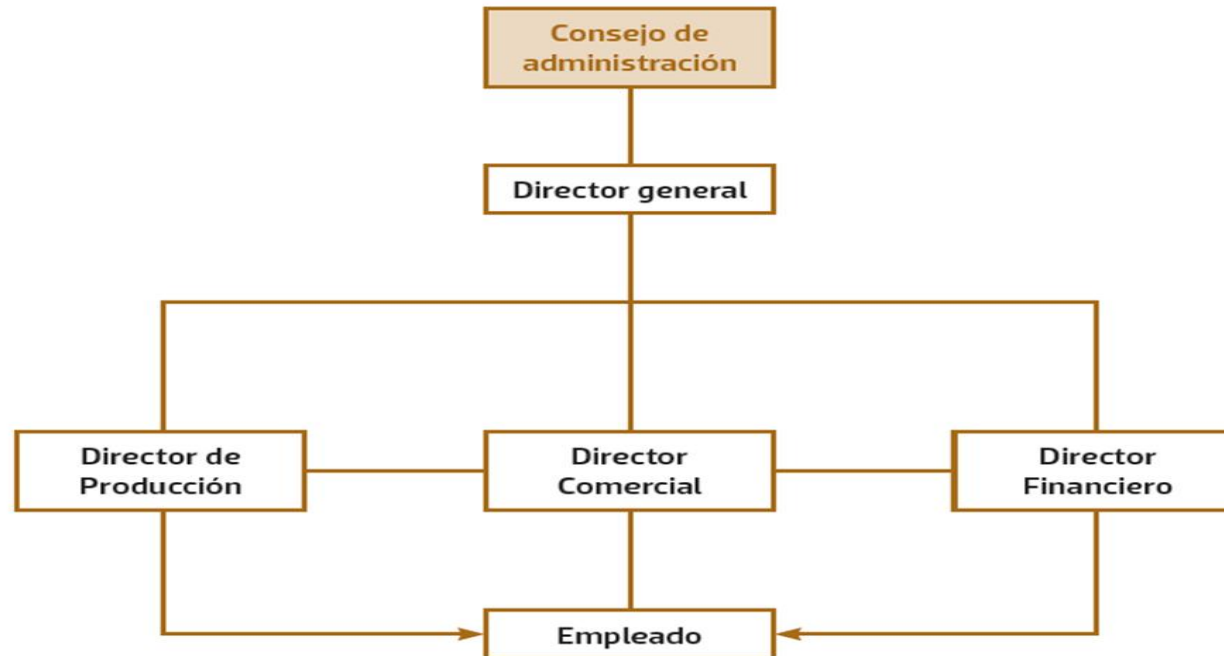 Consejo de
administración
Director general
Director de
Producción
Director
Comercial
Director
Financiero
Empleado